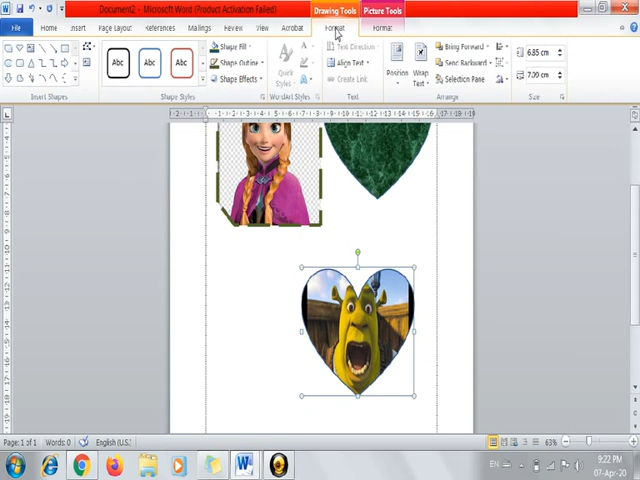 Document2 - Microsoft Word (Product Activation Failed)
Drawing Tools
Picture Tools
File
Home
Insert
Page Layout
References
Mailings
Review
View
Acrobat
Format
Format
Abc
Abc
Abc
Shape Fill
Shape Outline
Shape Effects
Quick
Styles
Text Direction
Align Text
Create Link
Position
Wrap
Text
Bring Forward
Send Backward
Selection Pane
6.85 cm
7.09 cm
Insert Shapes
Shape Styles
WordArt Styles
Text
Arrange
Size
Page: 1 of 1
Words: 0
English (U.S.
63%
EN
9:22 PM
07-Apr-20